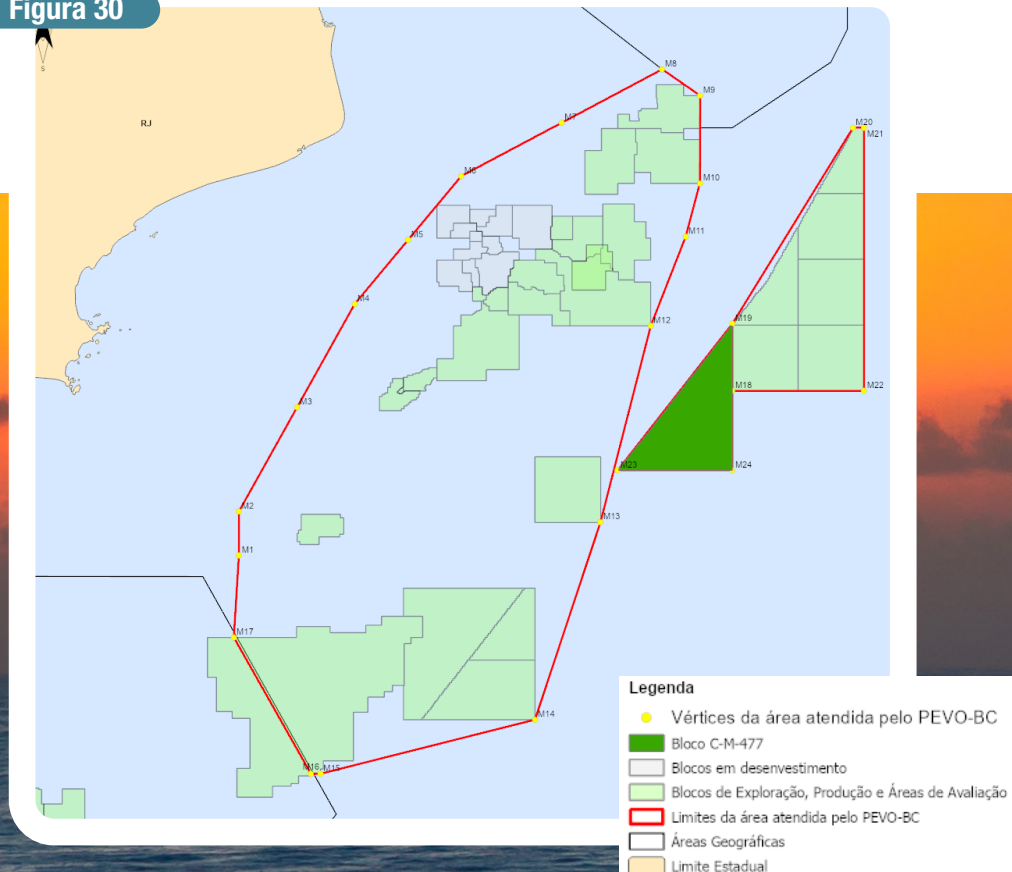 Figura 30
S
RJ
M8
M9
M7
M20
M21
M6
M10
M5
M11
M4
M12
M19
M18
M22
M3
M23
M24
M2
M13
M1
M17
M14
M16
M15
Legenda
Vértices da área atendida pelo PEVO-BC
Bloco C-M-477
Blocos em desenvestimento
Blocos de Exploração, Produção e Áreas de Avaliação
Limites da área atendida pelo PEVO-BC
Áreas Geográficas
Limite Estadual